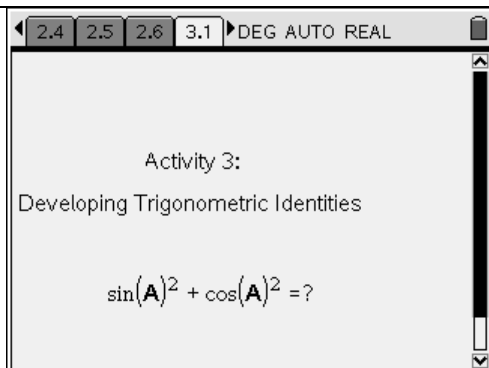 2.4 2.5 2.6 3.1 DEG AUTO REAL
Activity 3:
Developing Trigonometric Identities
sin(A)² + cos(A)² =?